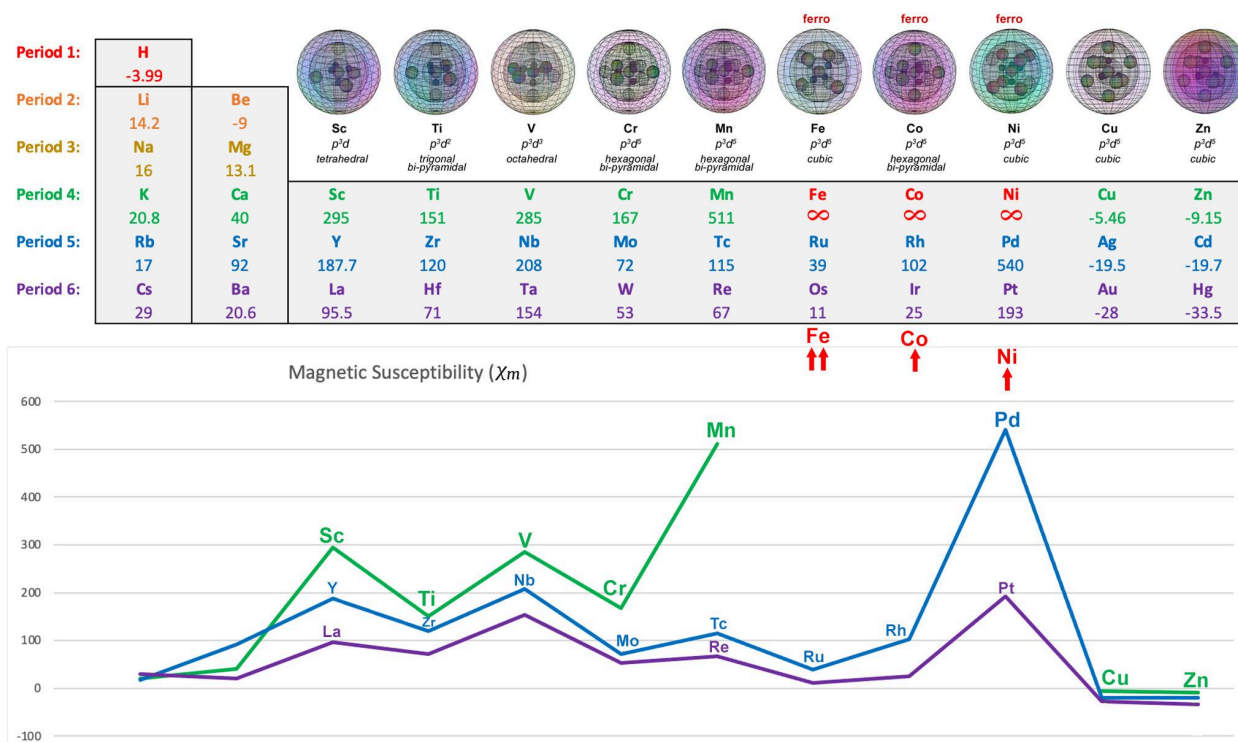 ferro ferro ferro
Period 1: H
-3.99
Period 2: Li Be
14.2 -9
Period 3: Na Mg
16 13.1
Sc Ti V Cr Mn Fe Co Ni Cu Zn
p³d p³d² p³d³ p³d⁵ p³d⁵ p³d⁵ p³d⁵ p³d⁵ p³d⁵ p³d⁵
tetrahedral trigonal bi-pyramidal octahedral hexagonal bi-pyramidal hexagonal bi-pyramidal cubic hexagonal bi-pyramidal cubic cubic cubic
Period 4: K Ca Sc Ti V Cr Mn Fe Co Ni Cu Zn
20.8 40 295 151 285 167 511 ∞ ∞ ∞ -5.46 -9.15
Period 5: Rb Sr Y Zr Nb Mo Tc Ru Rh Pd Ag Cd
17 92 187.7 120 208 72 115 39 102 540 -19.5 -19.7
Period 6: Cs Ba La Hf Ta W Re Os Ir Pt Au Hg
29 20.6 95.5 71 154 53 67 11 25 193 -28 -33.5
Fe Co Ni
Magnetic Susceptibility (χm)
600
500
400
300
200
100
0
-100
Sc Ti V Cr Mn Cu Zn
Y Zr Nb Mo Tc Ru Rh Pd
La Re Pt